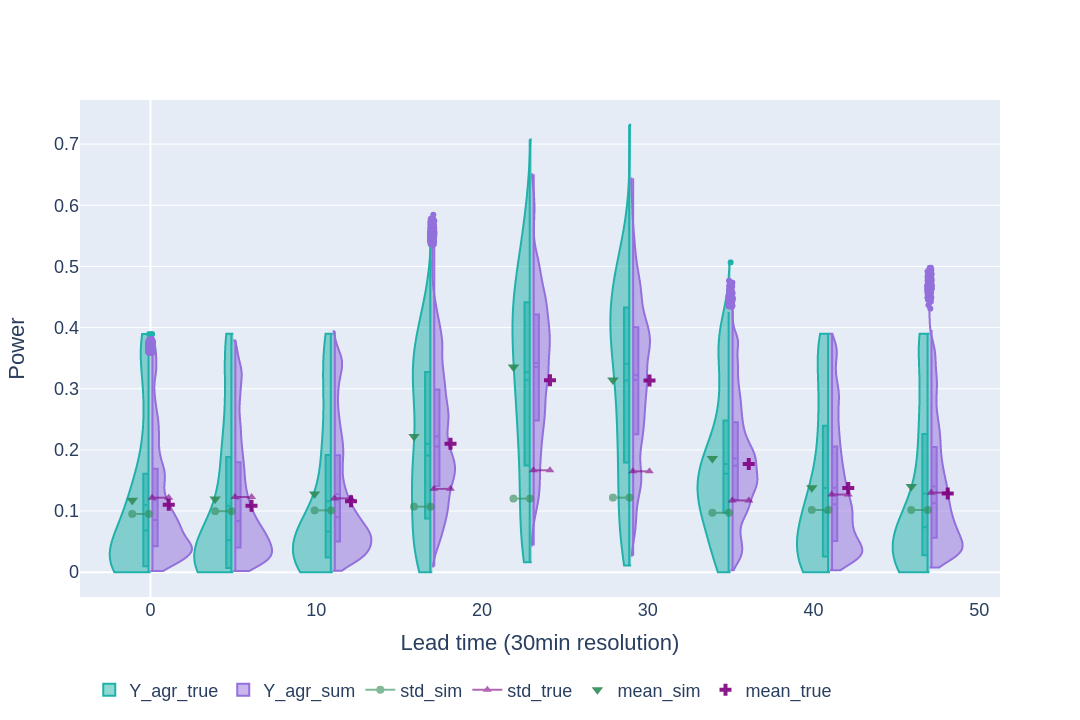 0.7
0.6
0.5
0.4
0.3
0.2
0.1
0
Power
0 10 20 30 40 50
Lead time (30min resolution)
Y_agr_true Y_agr_sum std_sim std_true mean_sim mean_true